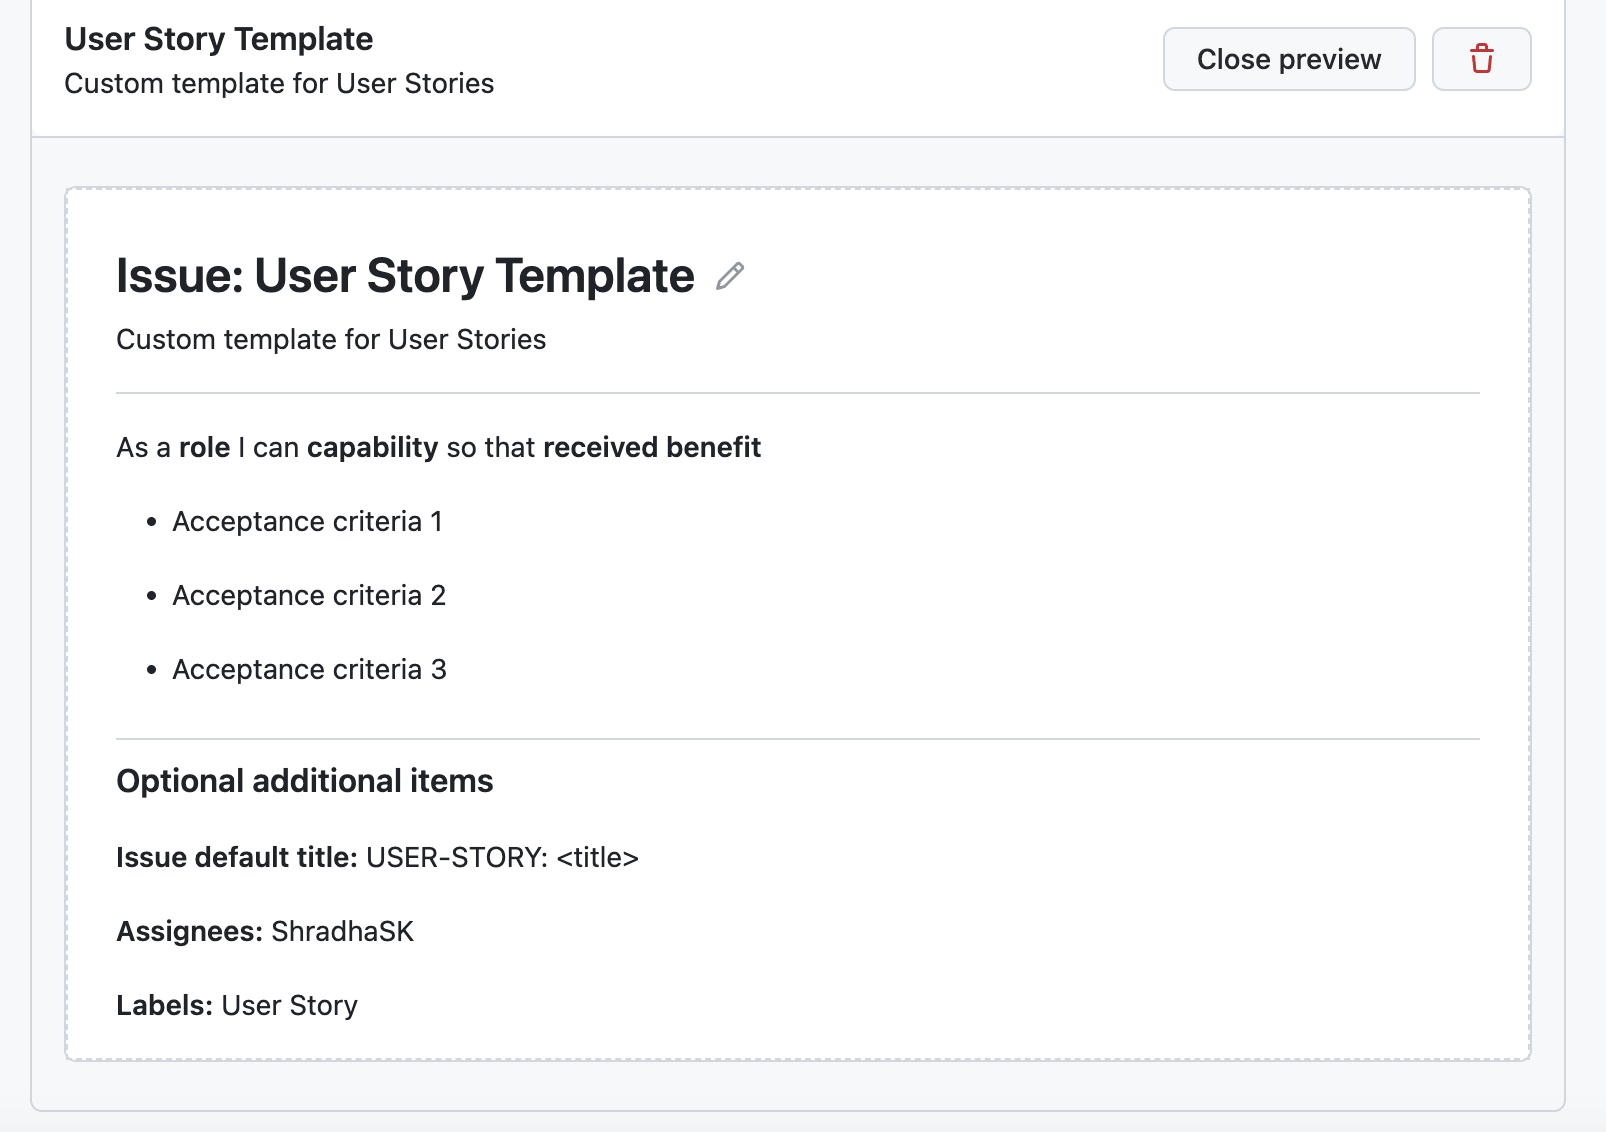 User Story Template
Custom template for User Stories
Close preview
Issue: User Story Template
Custom template for User Stories
As a role I can capability so that received benefit
• Acceptance criteria 1
• Acceptance criteria 2
• Acceptance criteria 3
Optional additional items
Issue default title: USER-STORY: <title>
Assignees: ShradhaSK
Labels: User Story